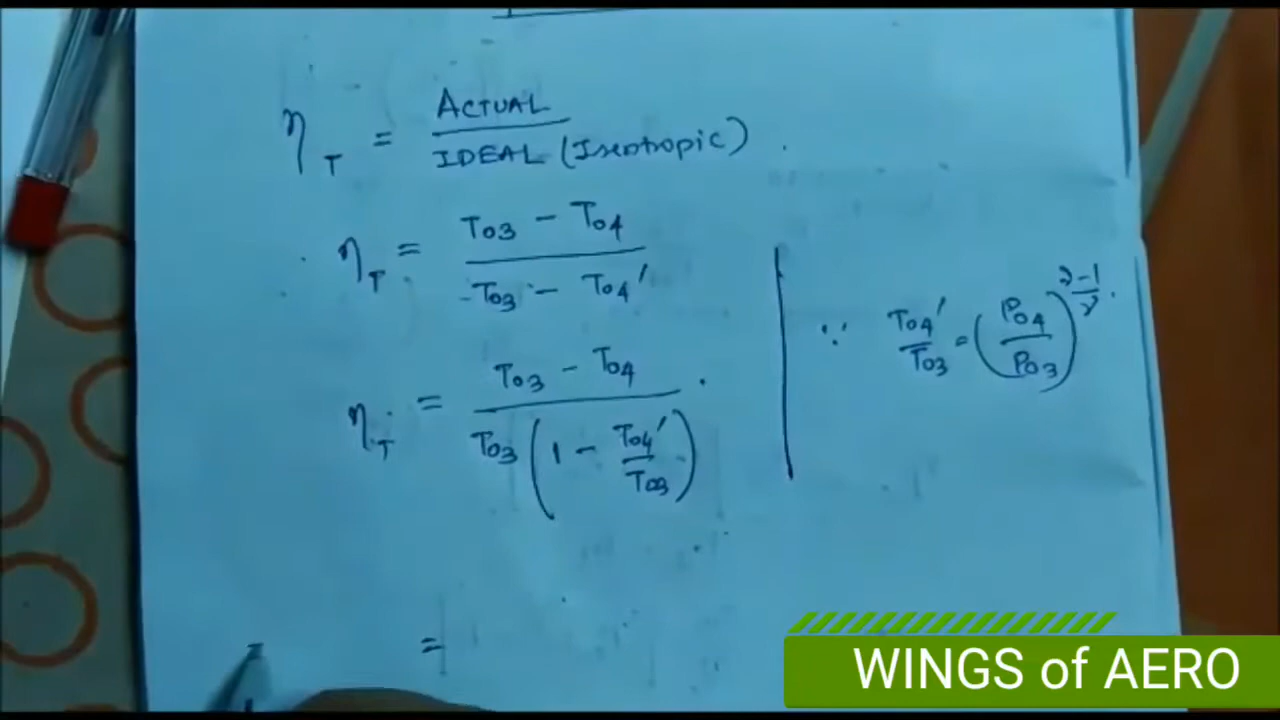 η_T = ACTUAL / IDEAL (Isentropic).
η_T = T03 - T04 / T03 - T04'
∵ T04' / T03 = (P04 / P03)^(γ-1 / γ).
η_T = T03 - T04 / T03 (1 - T04' / T03).
=
WINGS of AERO